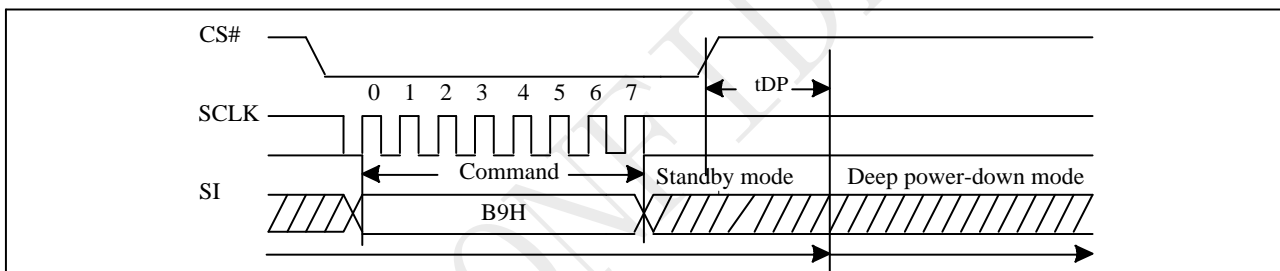 CS#
tDP
0 1 2 3 4 5 6 7
SCLK
Command
Standby mode
Deep power-down mode
SI
B9H